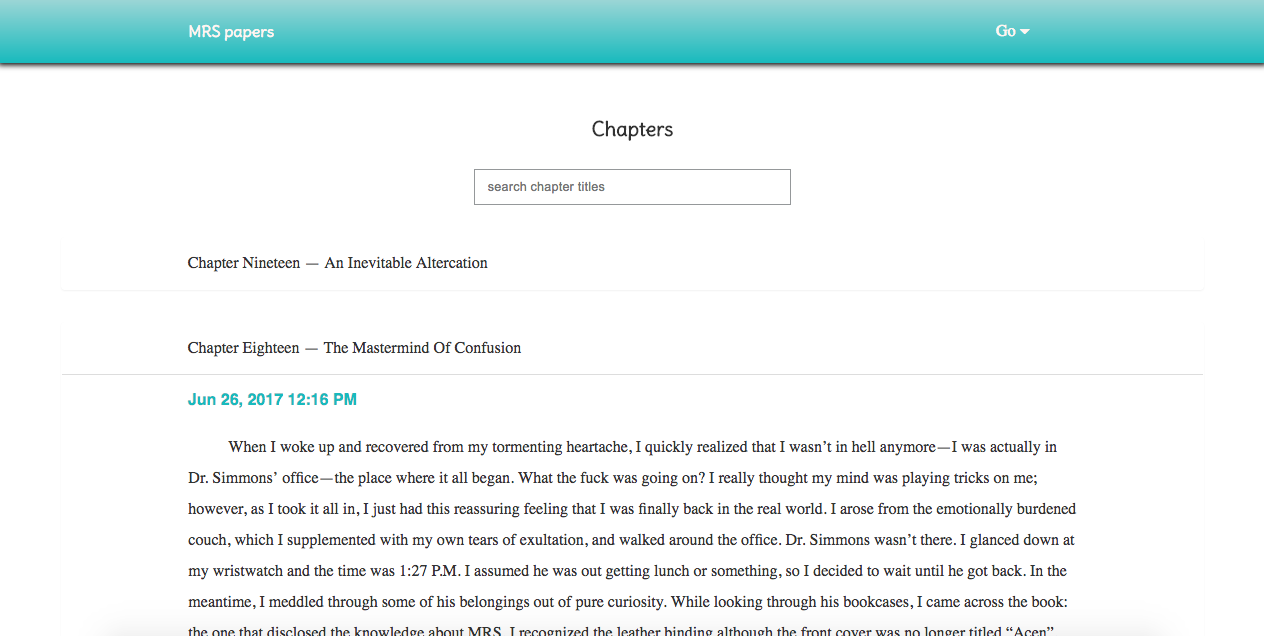 MRS papers
Go
Chapters
search chapter titles
Chapter Nineteen — An Inevitable Altercation
Chapter Eighteen — The Mastermind Of Confusion
Jun 26, 2017 12:16 PM
When I woke up and recovered from my tormenting heartache, I quickly realized that I wasn’t in hell anymore—I was actually in
Dr. Simmons’ office—the place where it all began. What the fuck was going on? I really thought my mind was playing tricks on me;
however, as I took it all in, I just had this reassuring feeling that I was finally back in the real world. I arose from the emotionally burdened
couch, which I supplemented with my own tears of exultation, and walked around the office. Dr. Simmons wasn’t there. I glanced down at
my wristwatch and the time was 1:27 P.M. I assumed he was out getting lunch or something, so I decided to wait until he got back. In the
meantime, I meddled through some of his belongings out of pure curiosity. While looking through his bookcases, I came across the book:
the one that disclosed the knowledge about MRS. I recognized the leather binding although the front cover was no longer titled “Acen”